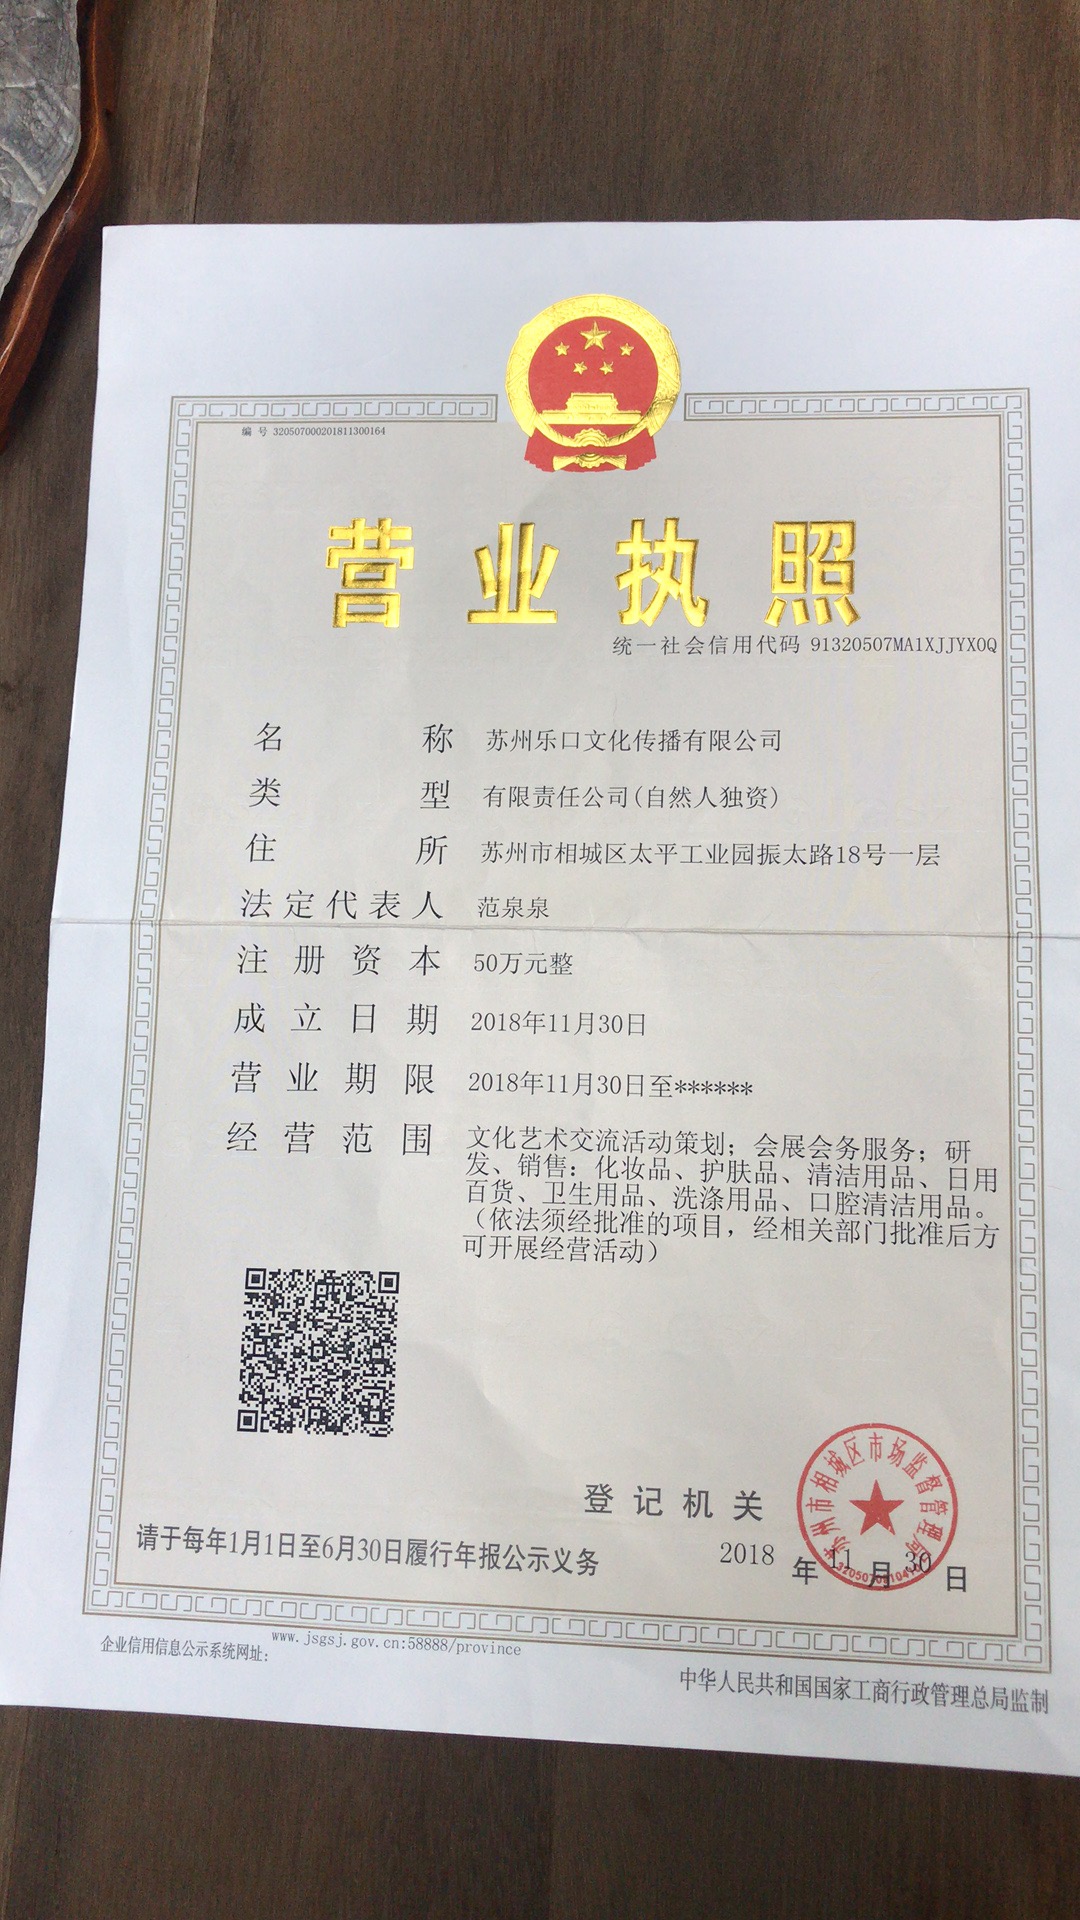 编 号 320507000201811300164
营业执照
统一社会信用代码 91320507MA1XJJYX0Q
名 称 苏州乐口文化传播有限公司
类 型 有限责任公司(自然人独资)
住 所 苏州市相城区太平工业园振太路18号一层
法定代表人 范泉泉
注册资本 50万元整
成立日期 2018年11月30日
营业期限 2018年11月30日至******
经营范围 文化艺术交流活动策划；会展会务服务；研
发、销售：化妆品、护肤品、清洁用品、日用
百货、卫生用品、洗涤用品、口腔清洁用品。
（依法须经批准的项目，经相关部门批准后方
可开展经营活动）
登记机关
苏州市相城区市场监督管理局
2018 年 11 月 30 日
请于每年1月1日至6月30日履行年报公示义务
企业信用信息公示系统网址: www.jsgsj.gov.cn:58888/province
中华人民共和国国家工商行政管理总局监制